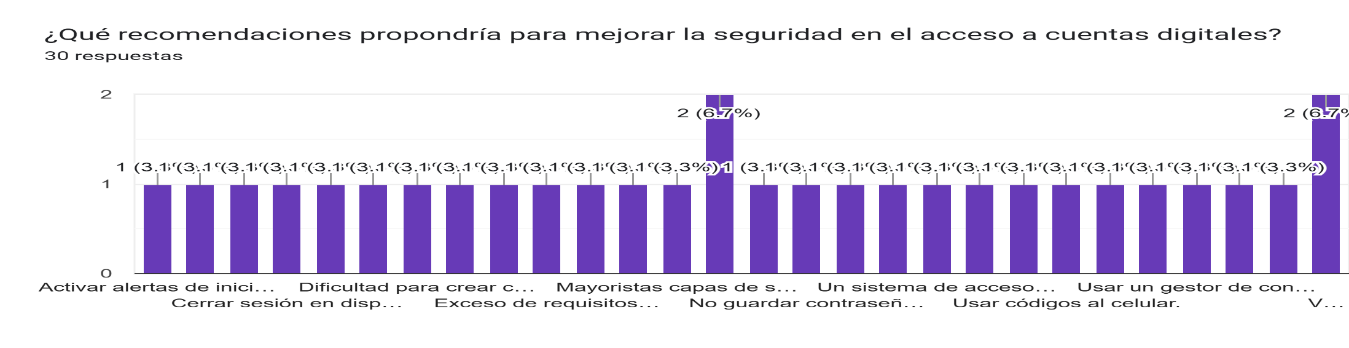 ¿Qué recomendaciones propondría para mejorar la seguridad en el acceso a cuentas digitales?
30 respuestas
2
2 (6.7%)
2 (6.7%
1 (3.3%)
1 (3.3%)
1
0
Activar alertas de inici…
Dificultad para crear c…
Mayoristas capas de s…
Un sistema de acceso…
Usar un gestor de con…
Cerrar sesión en disp…
Exceso de requisitos…
No guardar contraseñ…
Usar códigos al celular.
V…